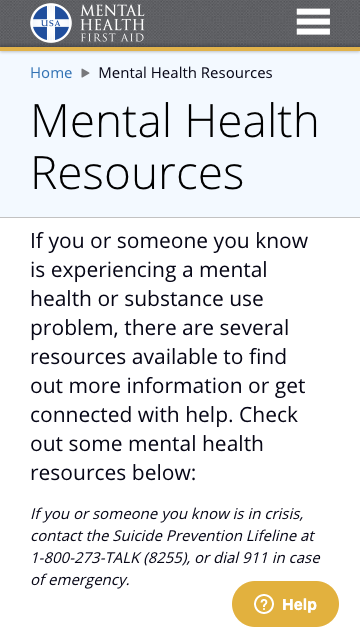 USA
MENTAL
HEALTH
FIRST AID
Home ▶ Mental Health Resources
Mental Health
Resources
If you or someone you know
is experiencing a mental
health or substance use
problem, there are several
resources available to find
out more information or get
connected with help. Check
out some mental health
resources below:
If you or someone you know is in crisis,
contact the Suicide Prevention Lifeline at
1-800-273-TALK (8255), or dial 911 in case
of emergency.
? Help